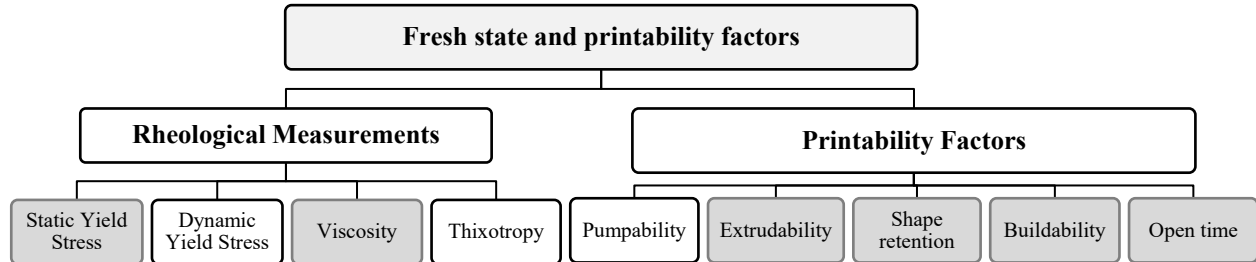 Fresh state and printability factors
Rheological Measurements
Printability Factors
Static Yield
Stress
Dynamic
Yield Stress
Viscosity
Thixotropy
Pumpability
Extrudability
Shape
retention
Buildability
Open time